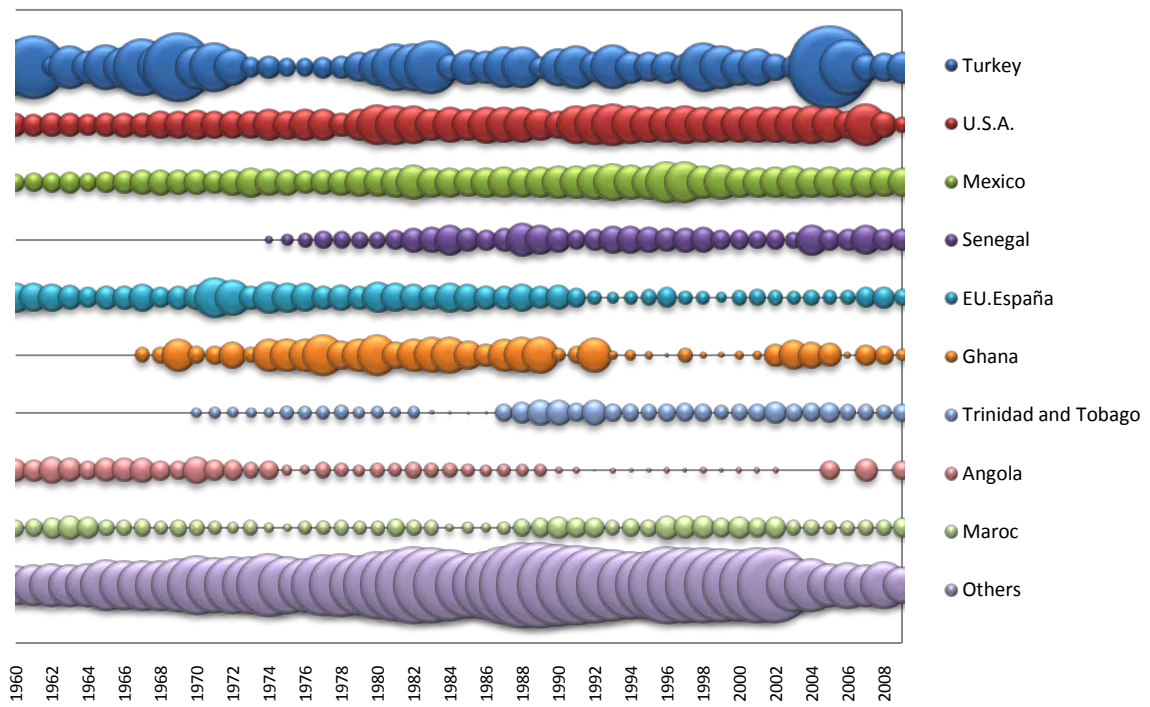 Turkey
U.S.A.
Mexico
Senegal
EU.España
Ghana
Trinidad and Tobago
Angola
Maroc
Others
1960 1962 1964 1966 1968 1970 1972 1974 1976 1978 1980 1982 1984 1986 1988 1990 1992 1994 1996 1998 2000 2002 2004 2006 2008